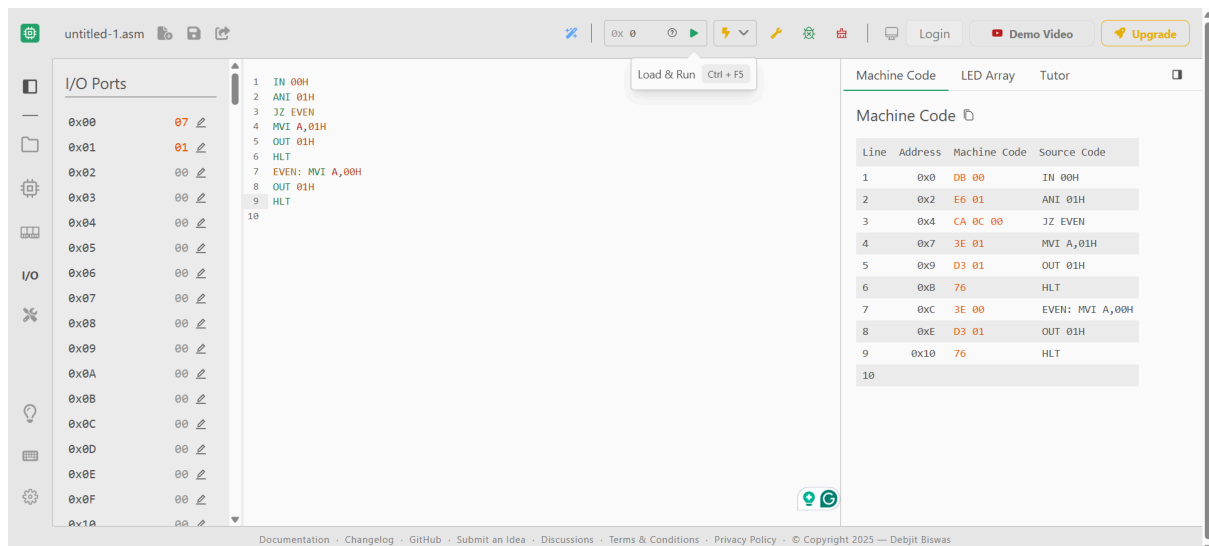 untitled-1.asm 0x 0 Login Demo Video Upgrade
Load & Run Ctrl + F5
I/O Ports
0x00 07
0x01 01
0x02 00
0x03 00
0x04 00
0x05 00
0x06 00
0x07 00
0x08 00
0x09 00
0x0A 00
0x0B 00
0x0C 00
0x0D 00
0x0E 00
0x0F 00
0x10 00
I/O
1 IN 00H
2 ANI 01H
3 JZ EVEN
4 MVI A,01H
5 OUT 01H
6 HLT
7 EVEN: MVI A,00H
8 OUT 01H
9 HLT
10
Machine Code LED Array Tutor
Machine Code
Line Address Machine Code Source Code
1 0x0 DB 00 IN 00H
2 0x2 E6 01 ANI 01H
3 0x4 CA 0C 00 JZ EVEN
4 0x7 3E 01 MVI A,01H
5 0x9 D3 01 OUT 01H
6 0xB 76 HLT
7 0xC 3E 00 EVEN: MVI A,00H
8 0xE D3 01 OUT 01H
9 0x10 76 HLT
10
Documentation · Changelog · GitHub · Submit an Idea · Discussions · Terms & Conditions · Privacy Policy · © Copyright 2025 — Debjit Biswas